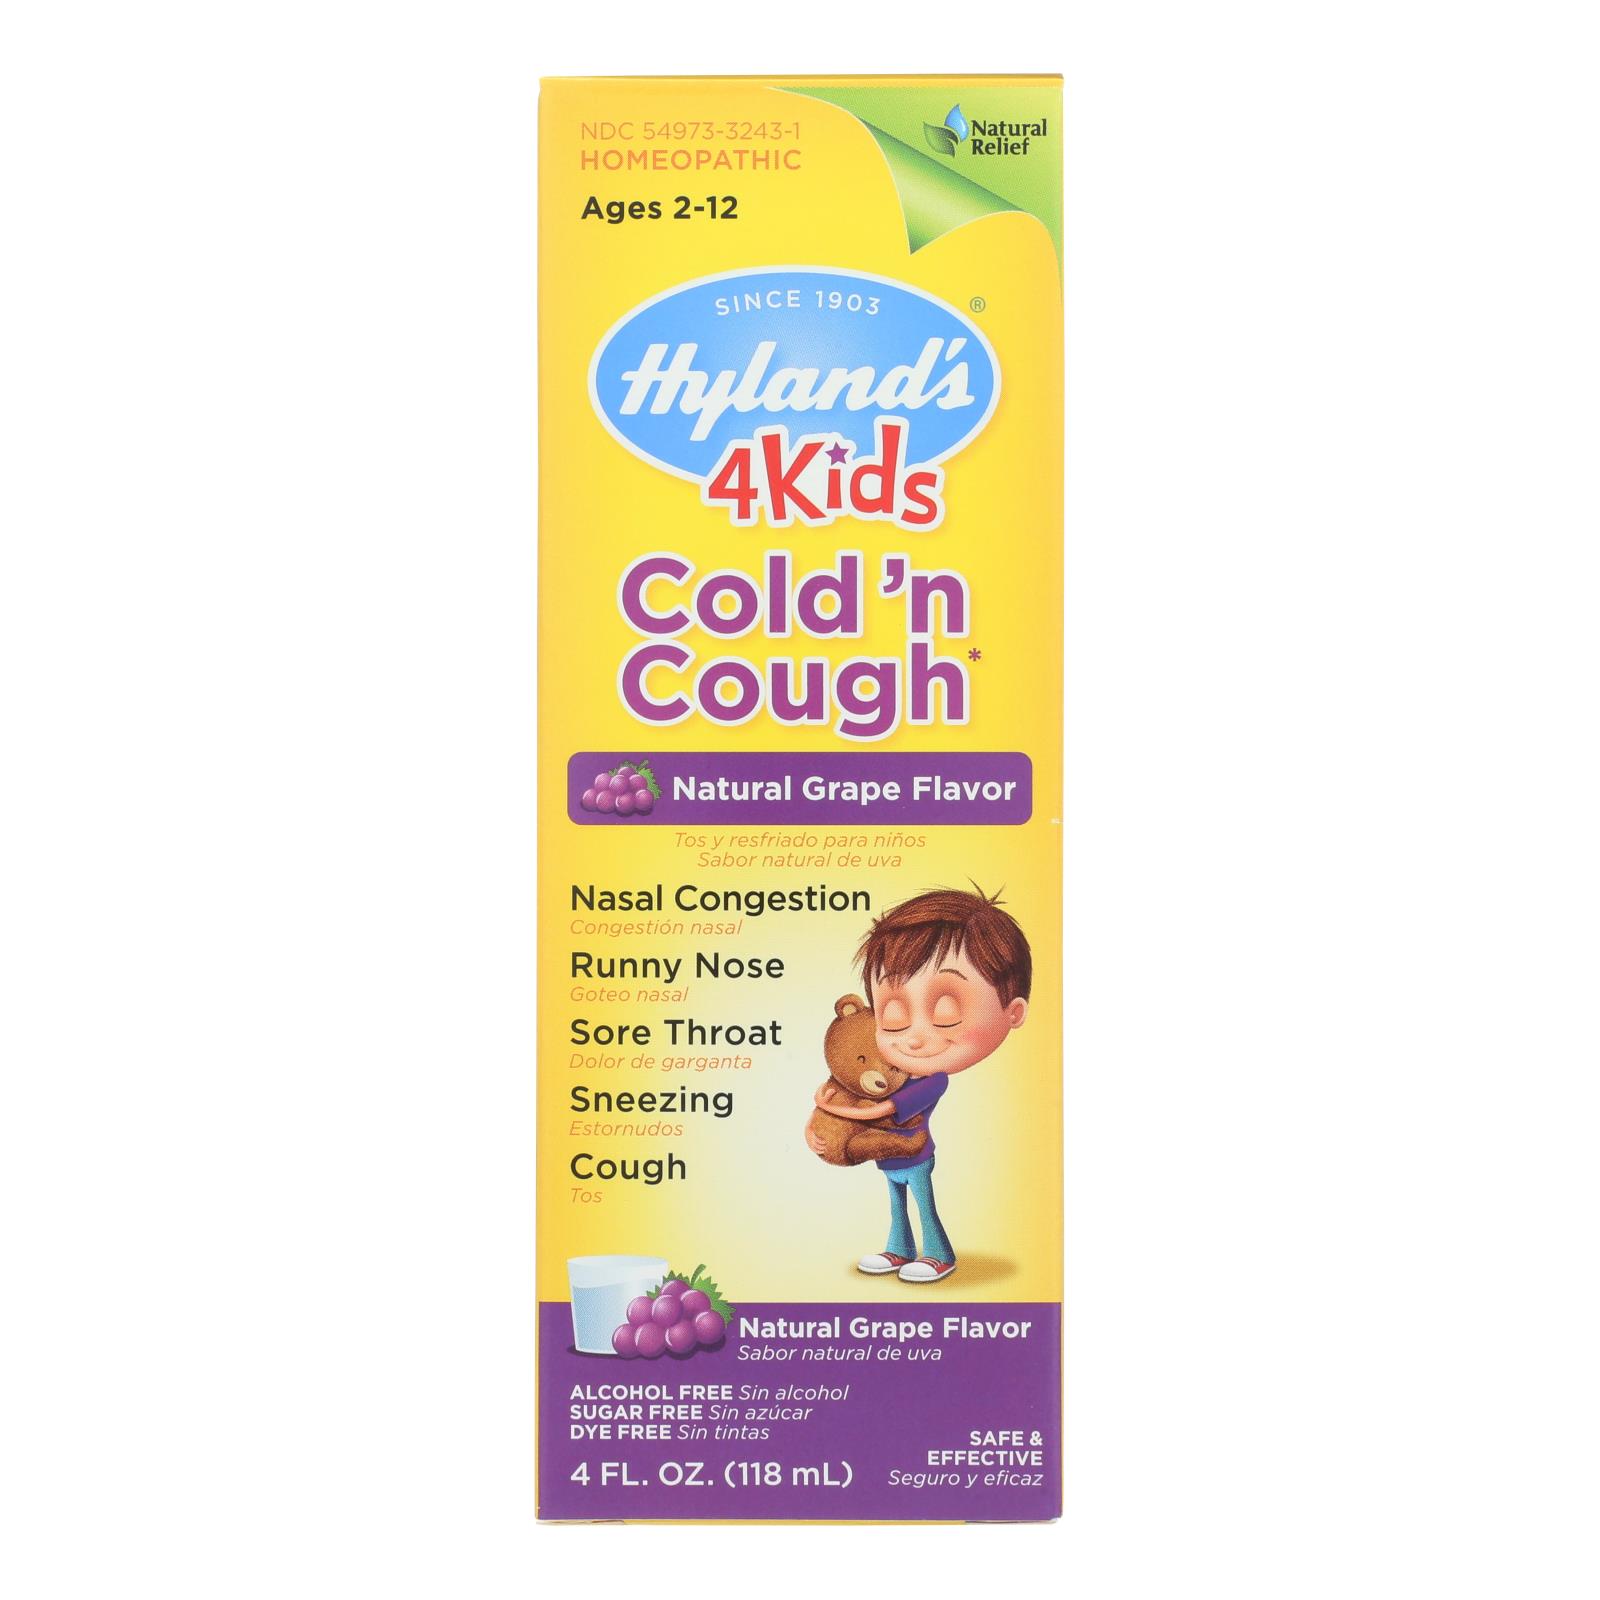 NDC 54973-3243-1
HOMEOPATHIC
Ages 2-12
Natural
Relief
SINCE 1903
Hyland's®
4Kids
Cold 'n
Cough*
Natural Grape Flavor
Tos y resfriado para niños
Sabor natural de uva
Nasal Congestion
Congestión nasal
Runny Nose
Goteo nasal
Sore Throat
Dolor de garganta
Sneezing
Estornudos
Cough
Tos
Natural Grape Flavor
Sabor natural de uva
ALCOHOL FREE Sin alcohol
SUGAR FREE Sin azúcar
DYE FREE Sin tintas
4 FL. OZ. (118 mL)
SAFE &
EFFECTIVE
Seguro y eficaz